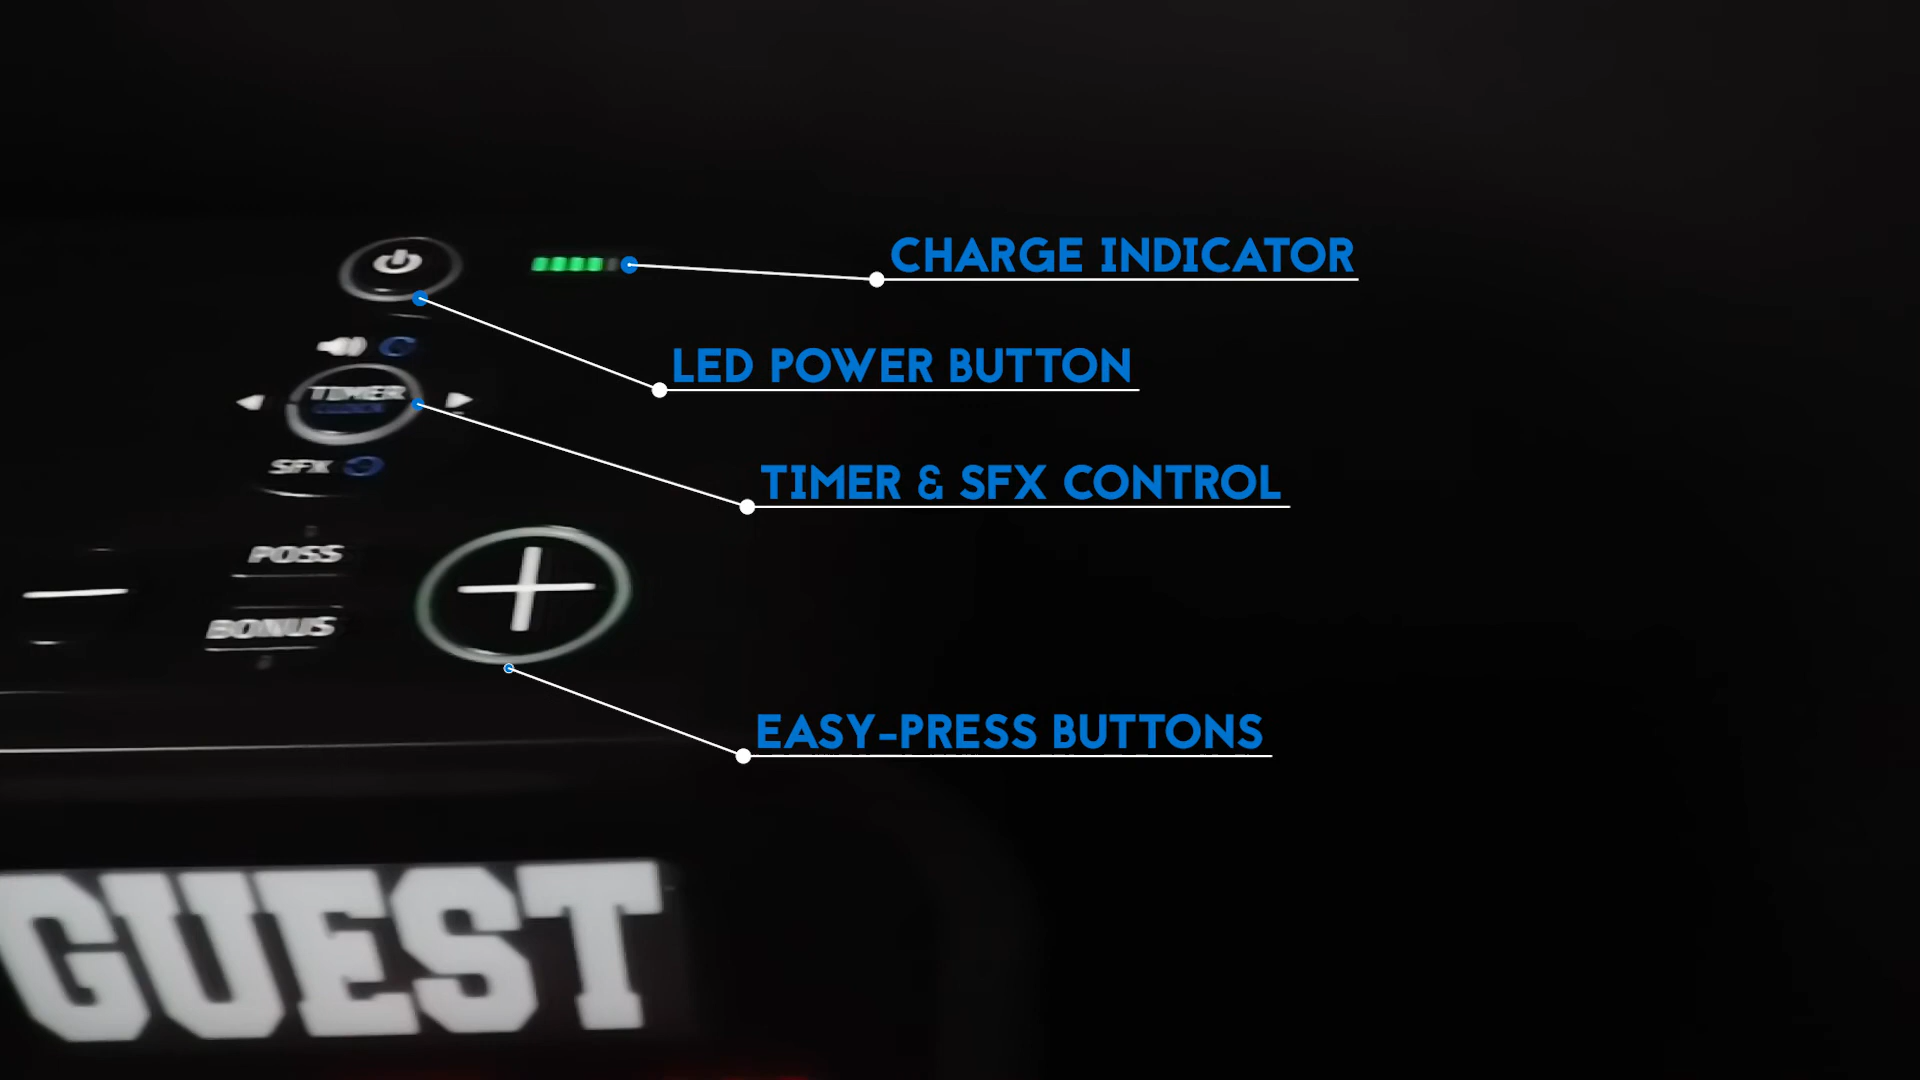 CHARGE INDICATOR
LED POWER BUTTON
TIMER
TIMER & SFX CONTROL
SFX
POSS
BONUS
EASY-PRESS BUTTONS
GUEST